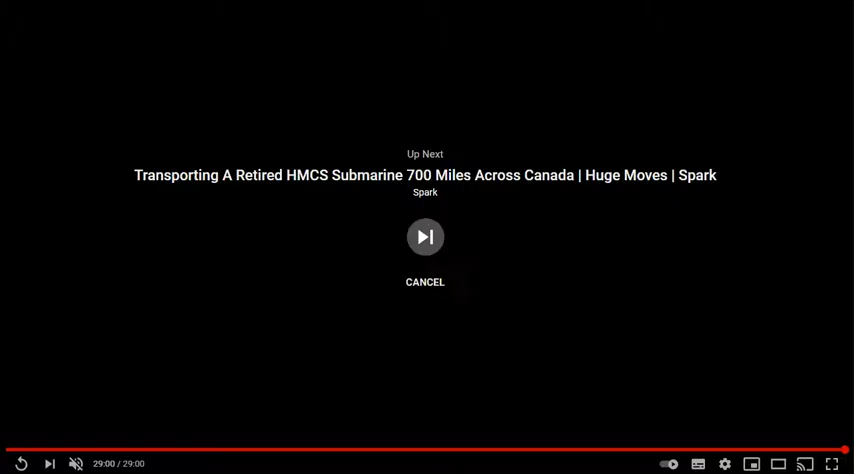 Up Next
Transporting A Retired HMCS Submarine 700 Miles Across Canada | Huge Moves | Spark
Spark
CANCEL
29:00 / 29:00